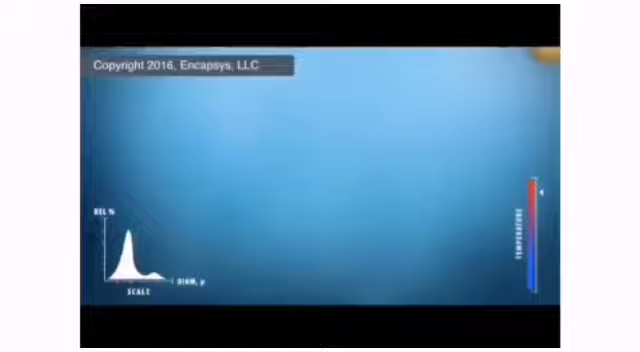 Copyright 2016, Encapsys, LLC
REL %
TEMPERATURE
DIAM, μ
SCALE